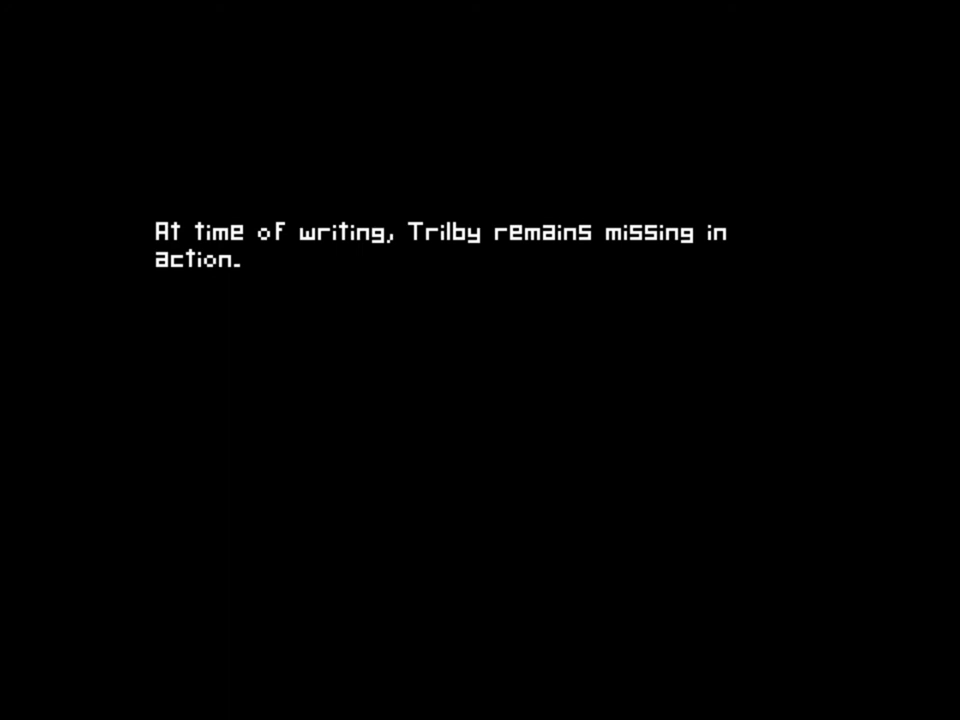 At time of writing, Trilby remains missing in
action.